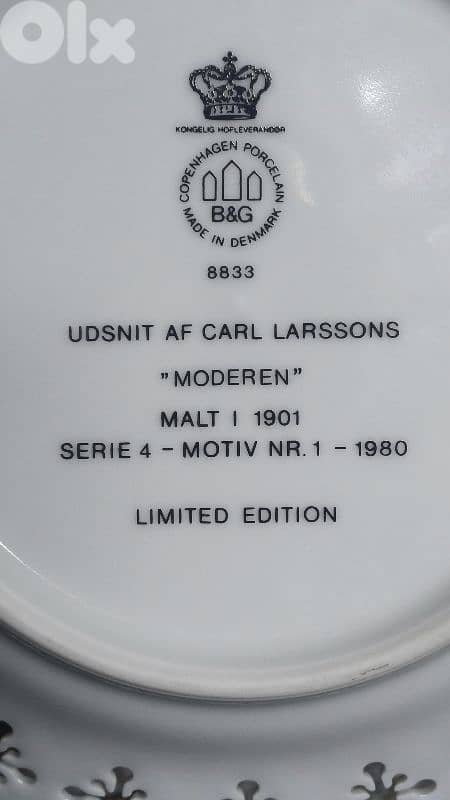 OLX
KONGELIG HOFLEVERANDØR
COPENHAGEN PORCELAIN
B&G
MADE IN DENMARK
8833
UDSNIT AF CARL LARSSONS
"MODEREN"
MALT I 1901
SERIE 4 - MOTIV NR. 1 - 1980
LIMITED EDITION